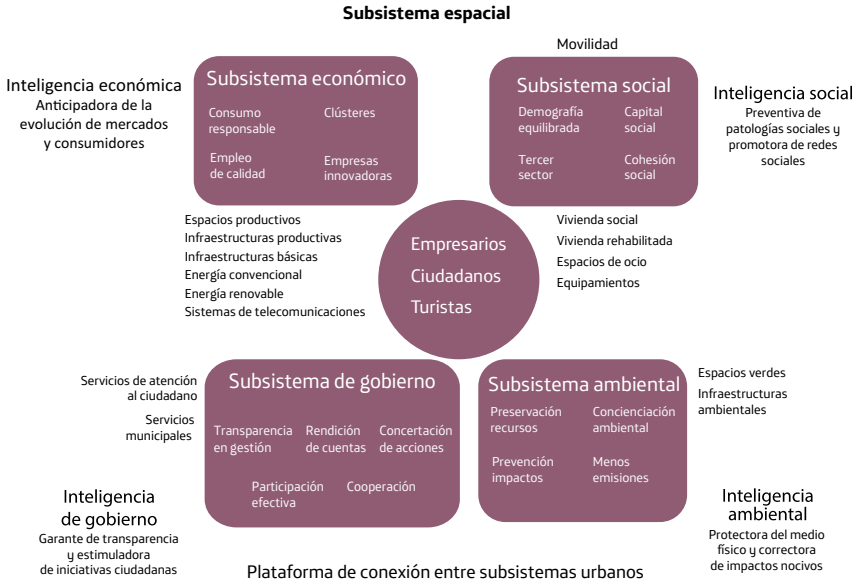 Subsistema espacial
Movilidad
Inteligencia económica
Anticipadora de la
evolución de mercados
y consumidores
Subsistema económico
Consumo
responsable
Clústeres
Empleo
de calidad
Empresas
innovadoras
Subsistema social
Demografía
equilibrada
Capital
social
Tercer
sector
Cohesión
social
Inteligencia social
Preventiva de
patologías sociales y
promotora de redes
sociales
Espacios productivos
Infraestructuras productivas
Infraestructuras básicas
Energía convencional
Energía renovable
Sistemas de telecomunicaciones
Empresarios
Ciudadanos
Turistas
Vivienda social
Vivienda rehabilitada
Espacios de ocio
Equipamientos
Servicios de atención
al ciudadano
Servicios
municipales
Subsistema de gobierno
Transparencia
en gestión
Rendición
de cuentas
Concertación
de acciones
Participación
efectiva
Cooperación
Subsistema ambiental
Preservación
recursos
Concienciación
ambiental
Prevención
impactos
Menos
emisiones
Espacios verdes
Infraestructuras
ambientales
Inteligencia
de gobierno
Garante de transparencia
y estimuladora
de iniciativas ciudadanas
Inteligencia
ambiental
Protectora del medio
físico y correctora
de impactos nocivos
Plataforma de conexión entre subsistemas urbanos